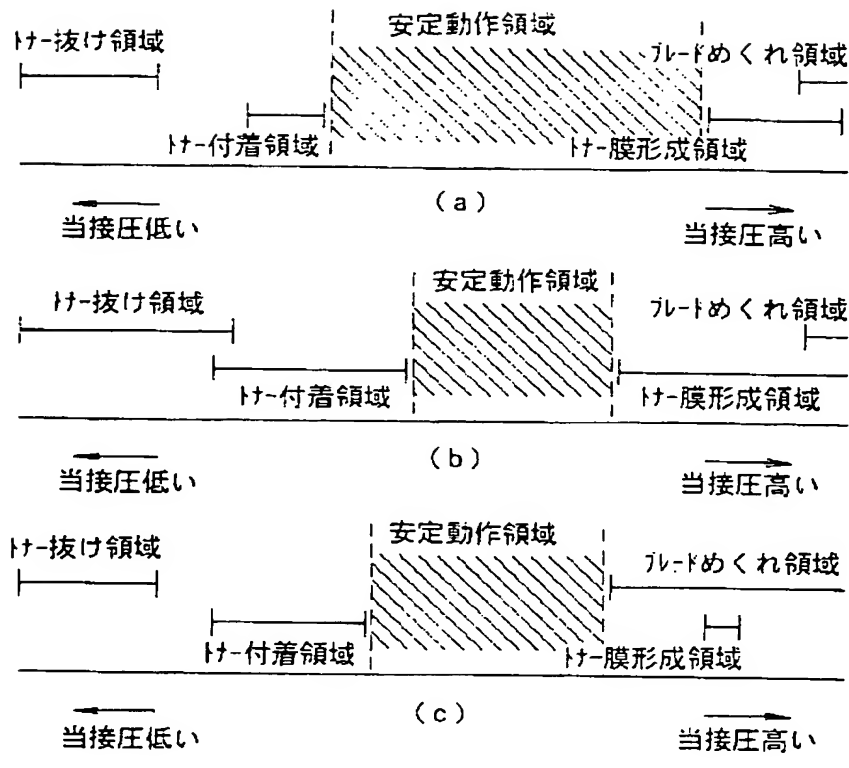 安定動作領域
トナー抜け領域
ブレードめくれ領域
トナー付着領域
トナー膜形成領域
(a)
当接圧低い
当接圧高い
安定動作領域
トナー抜け領域
ブレードめくれ領域
トナー付着領域
トナー膜形成領域
(b)
当接圧低い
当接圧高い
安定動作領域
トナー抜け領域
ブレードめくれ領域
トナー付着領域
トナー膜形成領域
(c)
当接圧低い
当接圧高い